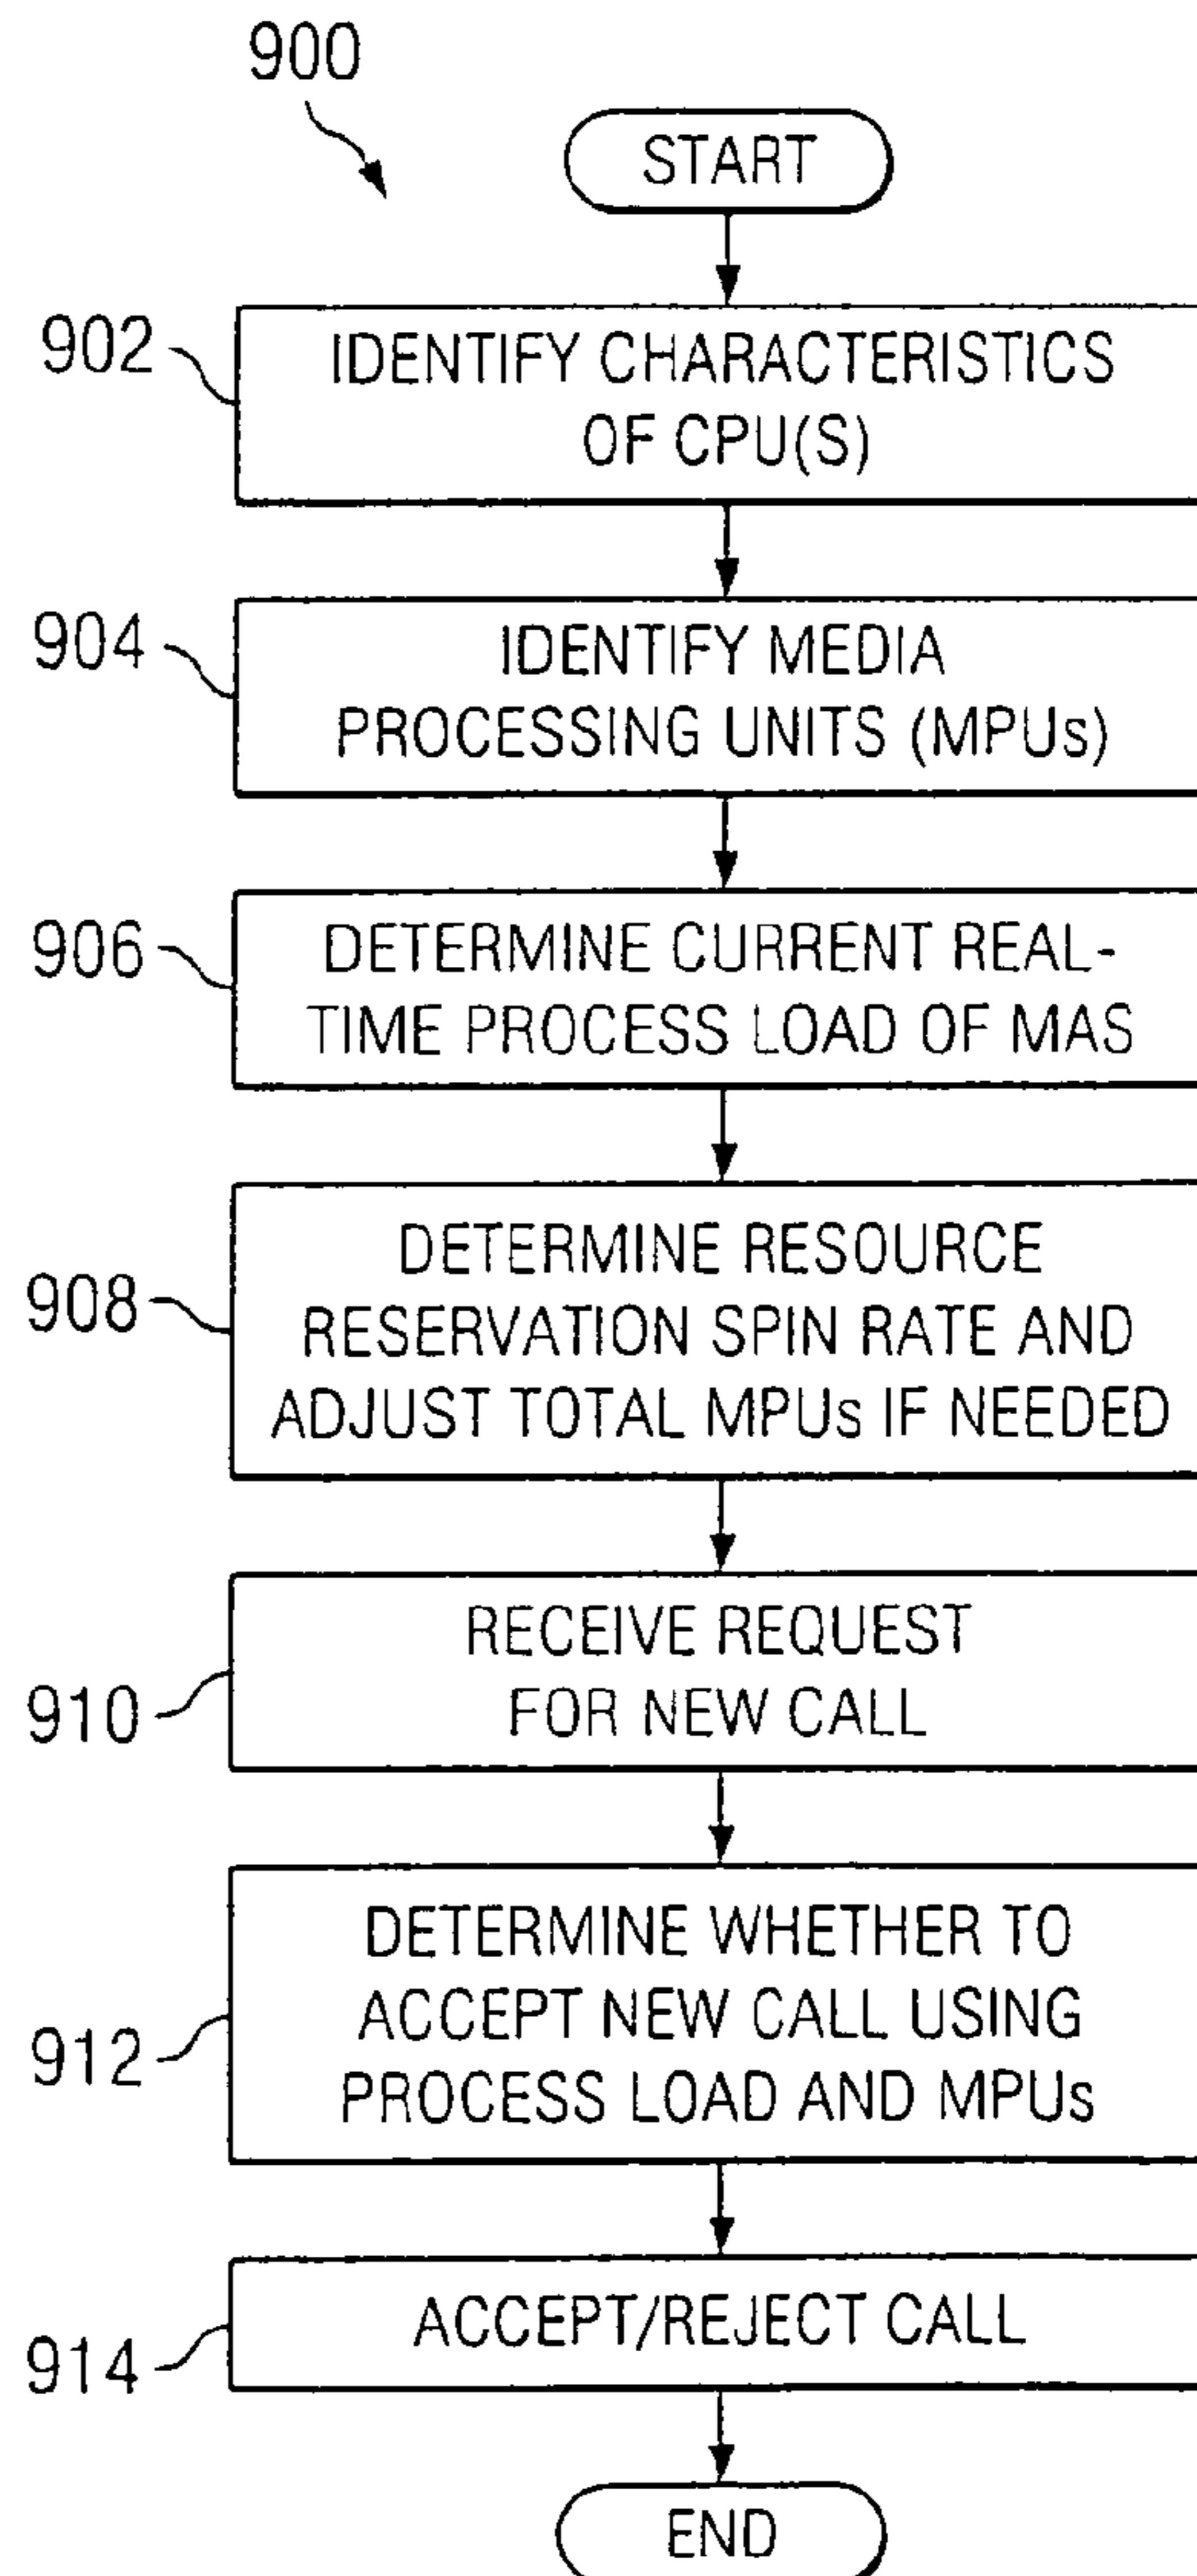 900
START
902
IDENTIFY CHARACTERISTICS
OF CPU(S)
904
IDENTIFY MEDIA
PROCESSING UNITS (MPUs)
906
DETERMINE CURRENT REAL-
TIME PROCESS LOAD OF MAS
908
DETERMINE RESOURCE
RESERVATION SPIN RATE AND
ADJUST TOTAL MPUs IF NEEDED
910
RECEIVE REQUEST
FOR NEW CALL
912
DETERMINE WHETHER TO
ACCEPT NEW CALL USING
PROCESS LOAD AND MPUs
914
ACCEPT/REJECT CALL
END